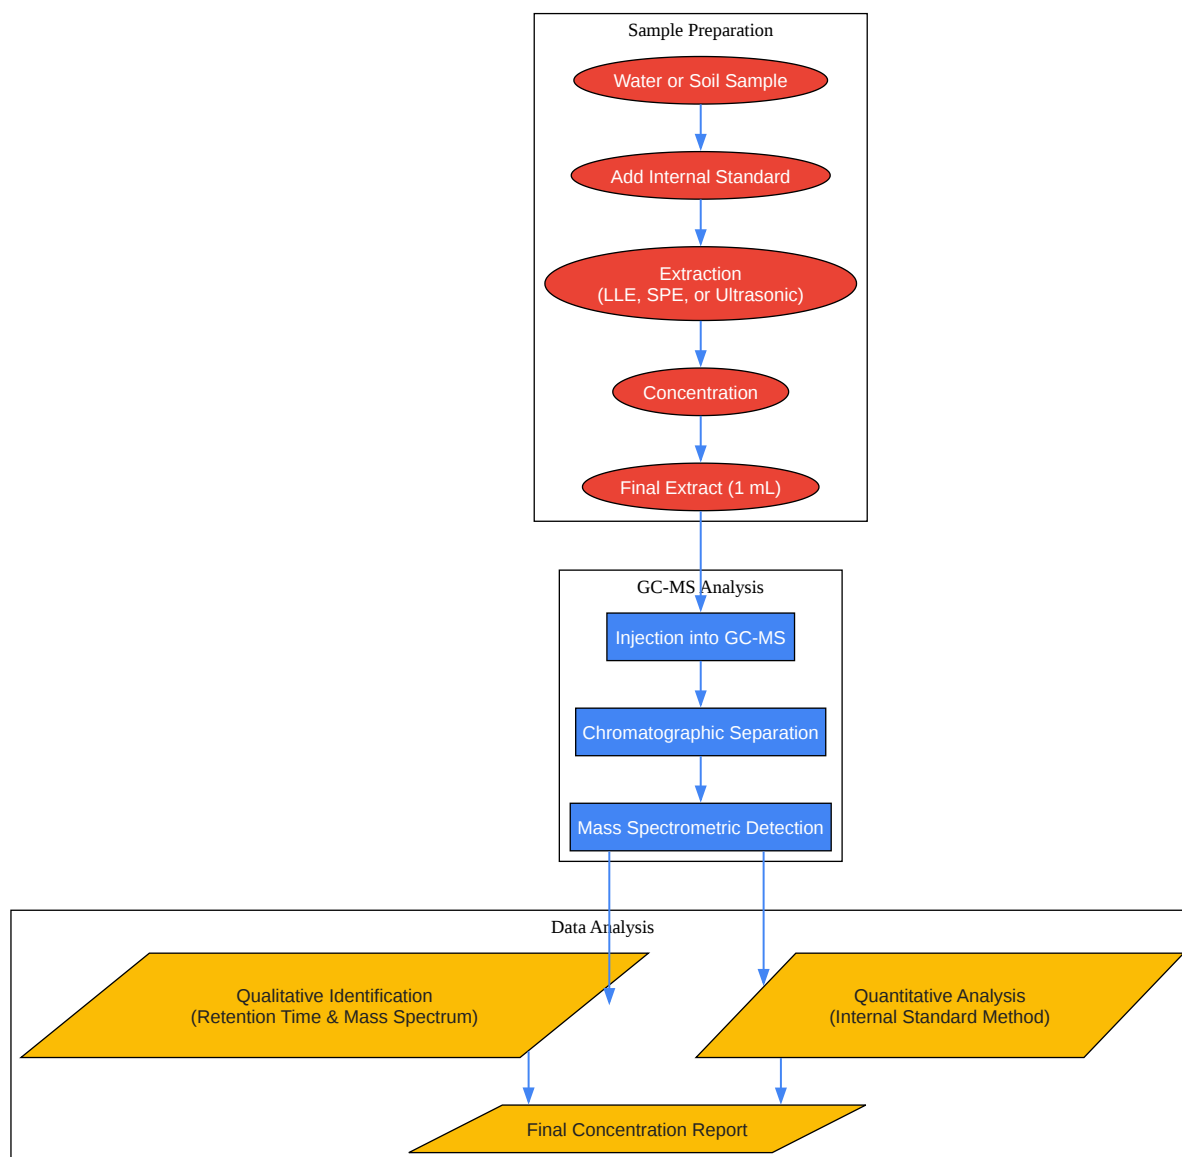 Sample Preparation
Water or Soil Sample
Add Internal Standard
Extraction
(LLE, SPE, or Ultrasonic)
Concentration
Final Extract (1 mL)
GC-MS Analysis
Injection into GC-MS
Chromatographic Separation
Mass Spectrometric Detection
Data Analysis
Qualitative Identification
(Retention Time & Mass Spectrum)
Quantitative Analysis
(Internal Standard Method)
Final Concentration Report